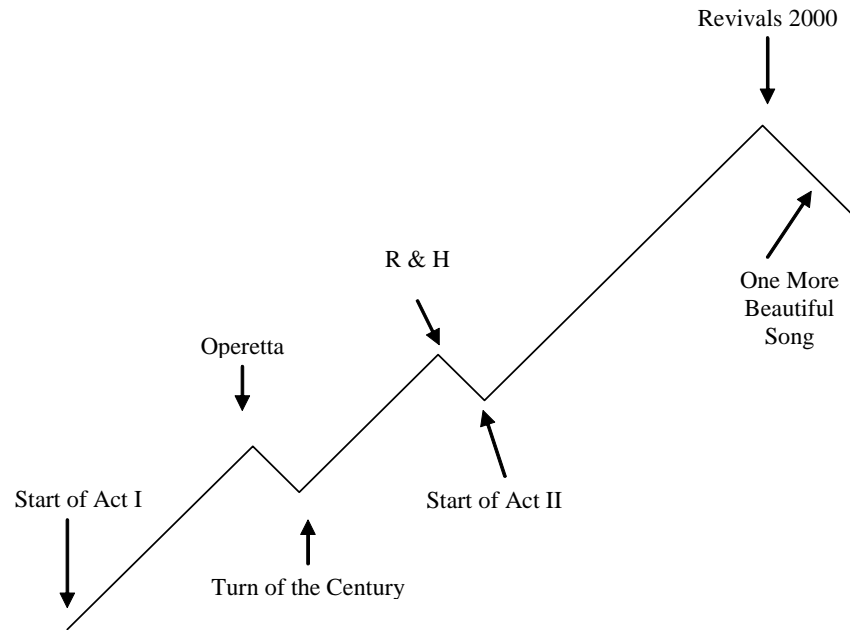 Revivals 2000
R & H
One More
Beautiful
Song
Operetta
Start of Act I
Start of Act II
Turn of the Century